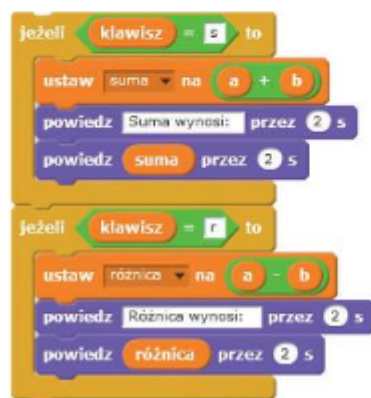 jeżeli klawisz = s to
ustaw suma na a + b
powiedz Suma wynosi: przez 2 s
powiedz suma przez 2 s
jeżeli klawisz = r to
ustaw różnica na a - b
powiedz Różnica wynosi: przez 2 s
powiedz różnica przez 2 s